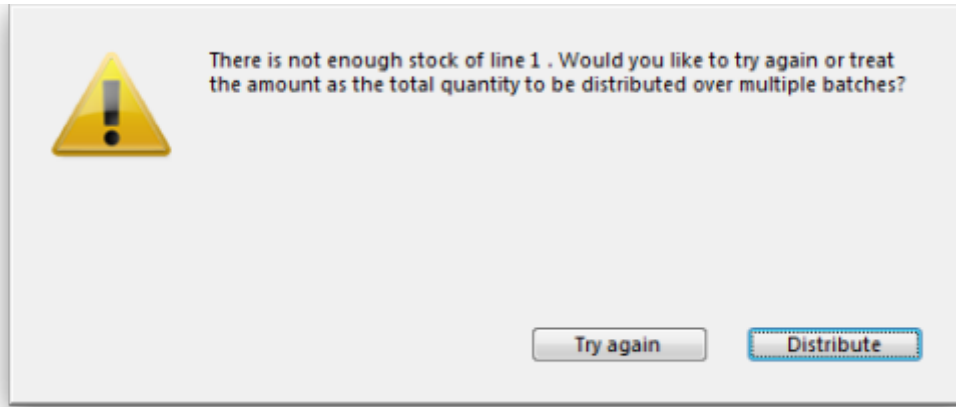 There is not enough stock of line 1 . Would you like to try again or treat
the amount as the total quantity to be distributed over multiple batches?
Try again
Distribute